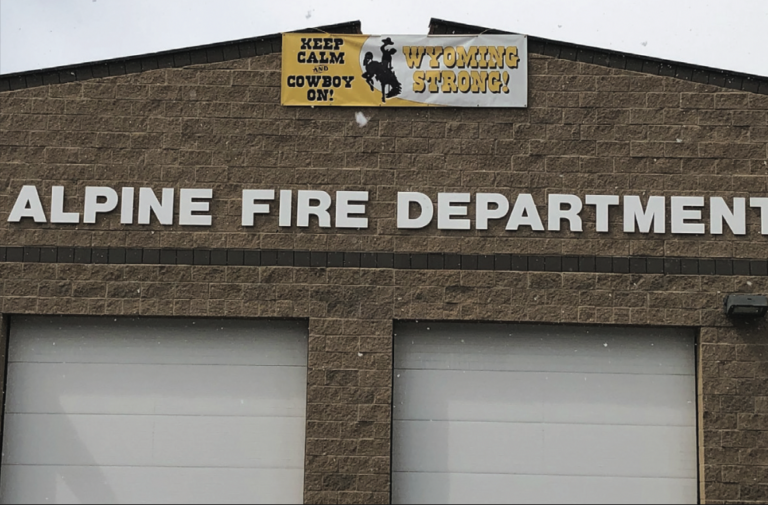 KEEP
CALM
AND
COWBOY
ON!
WYOMING
STRONG!
ALPINE FIRE DEPARTMENT